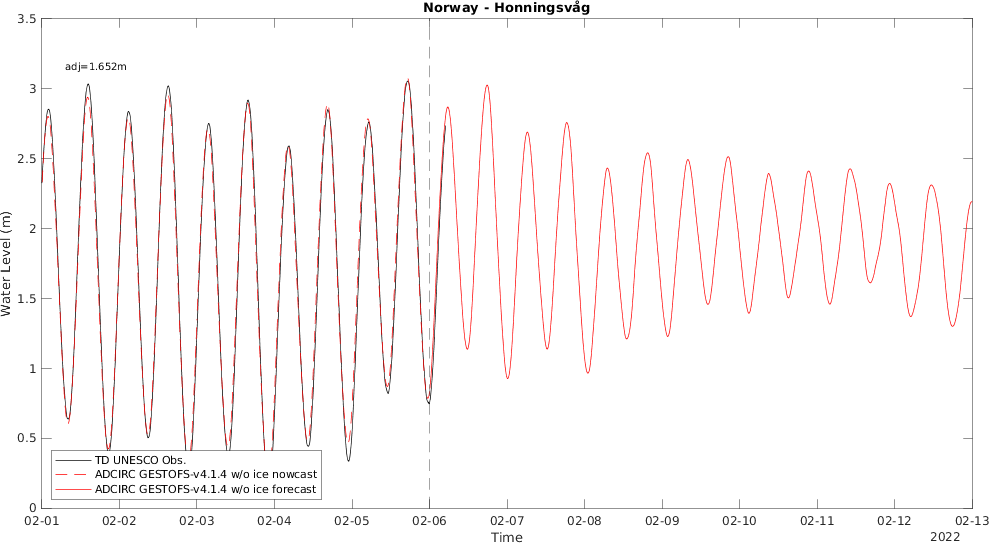 Norway - Honningsvåg
adj=1.652m
3.5
3
2.5
2
1.5
1
0.5
0
Water Level (m)
TD UNESCO Obs.
ADCIRC GESTOFS-v4.1.4 w/o ice nowcast
ADCIRC GESTOFS-v4.1.4 w/o ice forecast
02-01 02-02 02-03 02-04 02-05 02-06 02-07 02-08 02-09 02-10 02-11 02-12 02-13
Time
2022